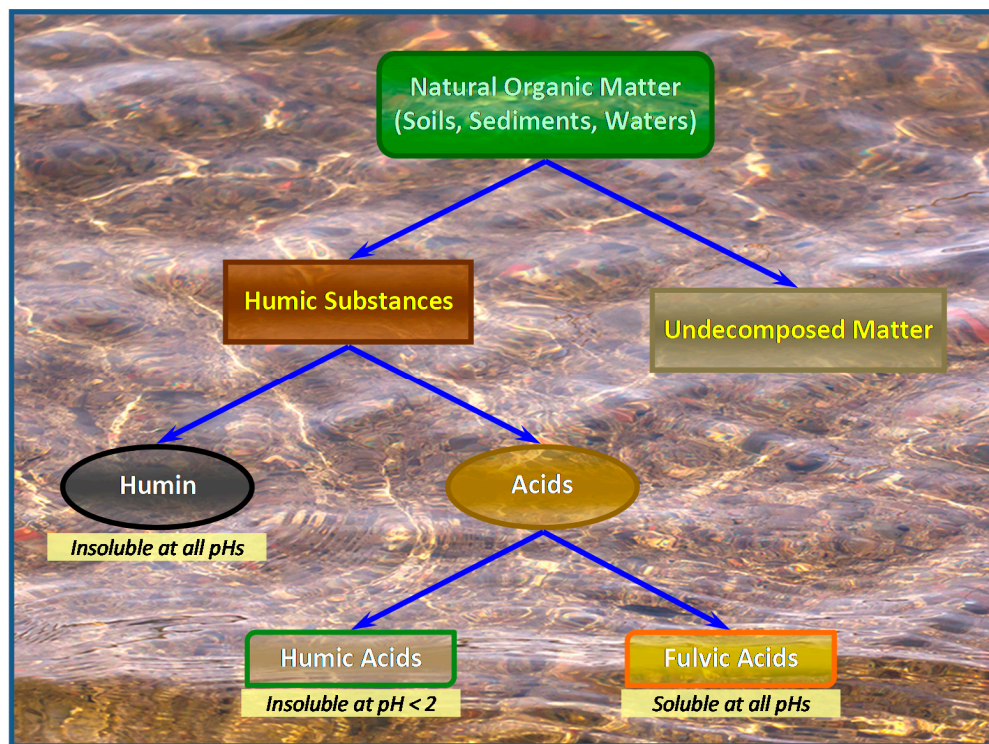 Natural Organic Matter
(Soils, Sediments, Waters)
Humic Substances
Undecomposed Matter
Humin
Acids
Insoluble at all pHs
Humic Acids
Fulvic Acids
Insoluble at pH < 2
Soluble at all pHs